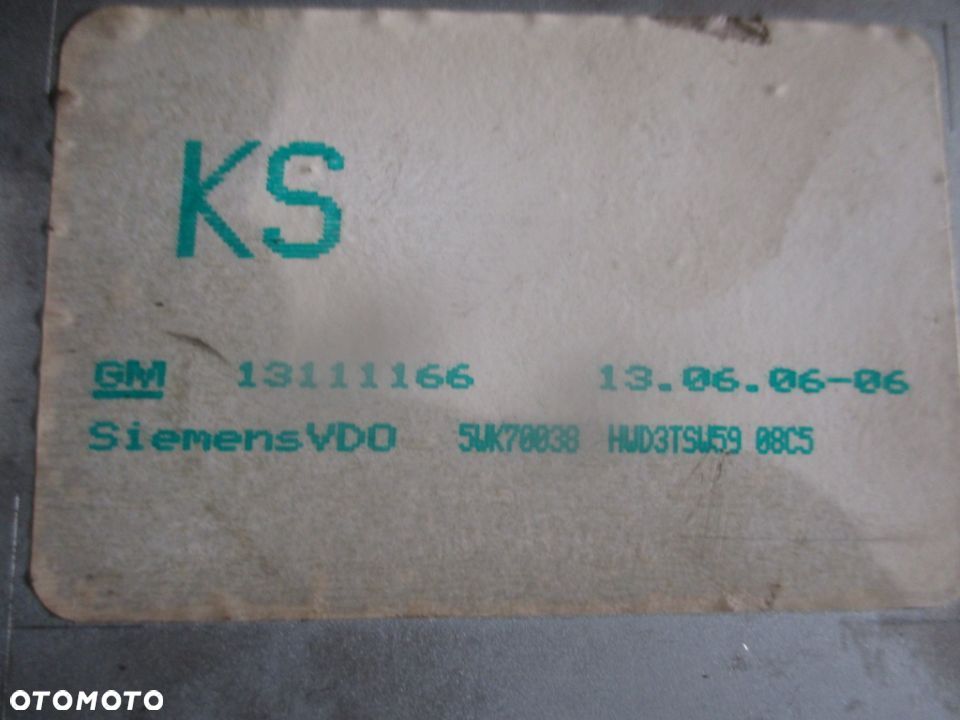 KS
GM 13111166 13.06.06-06
SiemensVDO 5WK70038 HWD3TSW59 08C5
OTOMOTO